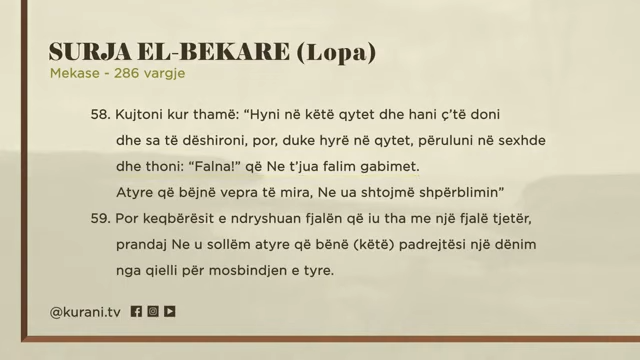 SURJA EL-BEKARE (Lopa)
Mekase - 286 vargje
58. Kujtoni kur thamë: “Hyni në këtë qytet dhe hani ç’të doni
dhe sa të dëshironi, por, duke hyrë në qytet, përuluni në sexhde
dhe thoni: “Falna!” që Ne t’jua falim gabimet.
Atyre që bëjnë vepra të mira, Ne ua shtojmë shpërblimin”
59. Por keqbërësit e ndryshuan fjalën që iu tha me një fjalë tjetër,
prandaj Ne u sollëm atyre që bënë (këtë) padrejtësi një dënim
nga qielli për mosbindjen e tyre.
@kurani.tv